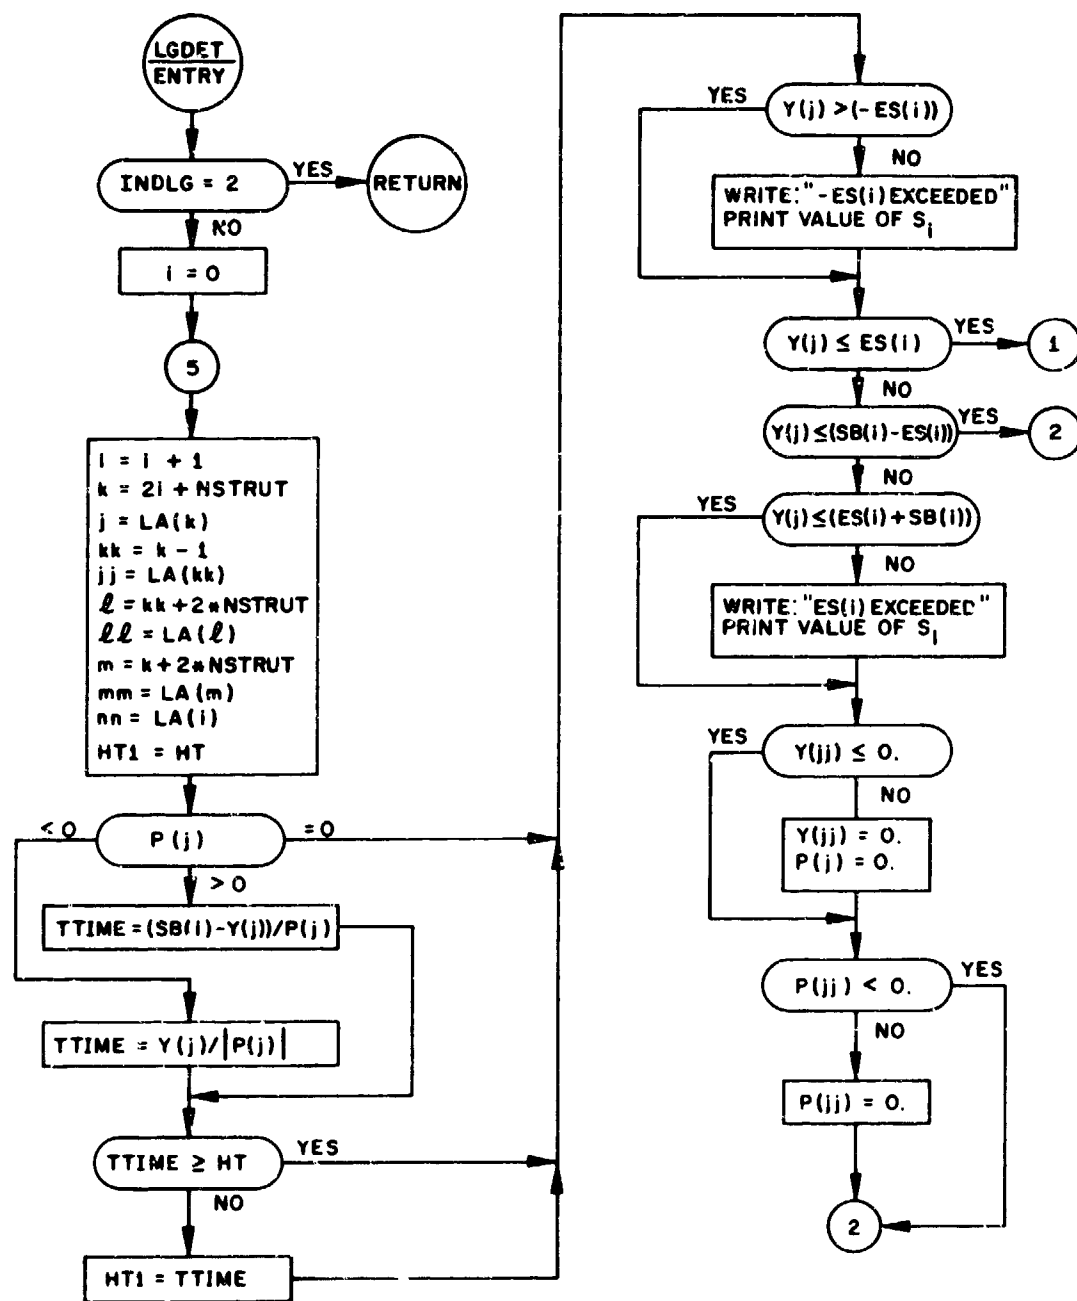 LGDET
ENTRY
INDLG = 2
YES
RETURN
NO
i = 0
5
i = i + 1
k = 2i + NSTRUT
j = LA(k)
kk = k - 1
jj = LA(kk)
ℓ = kk+2*NSTRUT
ℓℓ = LA(ℓ)
m = k+2*NSTRUT
mm = LA(m)
nn = LA(i)
HT1 = HT
< 0
P(j)
=0
> 0
TTIME=(SB(i)-Y(j))/P(j)
TTIME = Y(j)/|P(j)|
TTIME ≥ HT
YES
NO
HT1 = TTIME
YES
Y(j) >(-ES(i))
NO
WRITE:"-ES(i) EXCEEDED"
PRINT VALUE OF Si
Y(j) ≤ ES(i)
YES
1
NO
Y(j)≤(SB(i)-ES(i))
YES
2
NO
YES
Y(j)≤(ES(i)+SB(i))
NO
WRITE:"ES(i) EXCEEDED"
PRINT VALUE OF Si
YES
Y(jj) ≤ 0.
NO
Y(jj) = 0.
P(j) = 0.
P(jj) < 0.
YES
NO
P(jj) = 0.
2